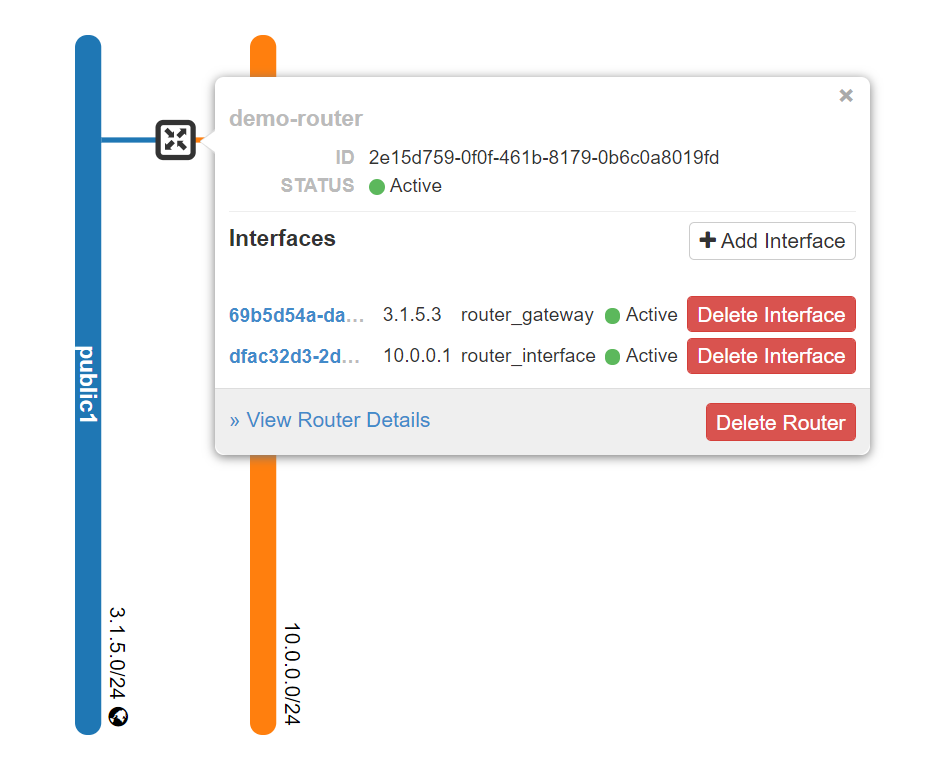 demo-router
ID 2e15d759-0f0f-461b-8179-0b6c0a8019fd
STATUS Active
Interfaces
Add Interface
69b5d54a-da... 3.1.5.3 router_gateway Active Delete Interface
dfac32d3-2d... 10.0.0.1 router_interface Active Delete Interface
» View Router Details
Delete Router
public1
3.1.5.0/24
10.0.0.0/24